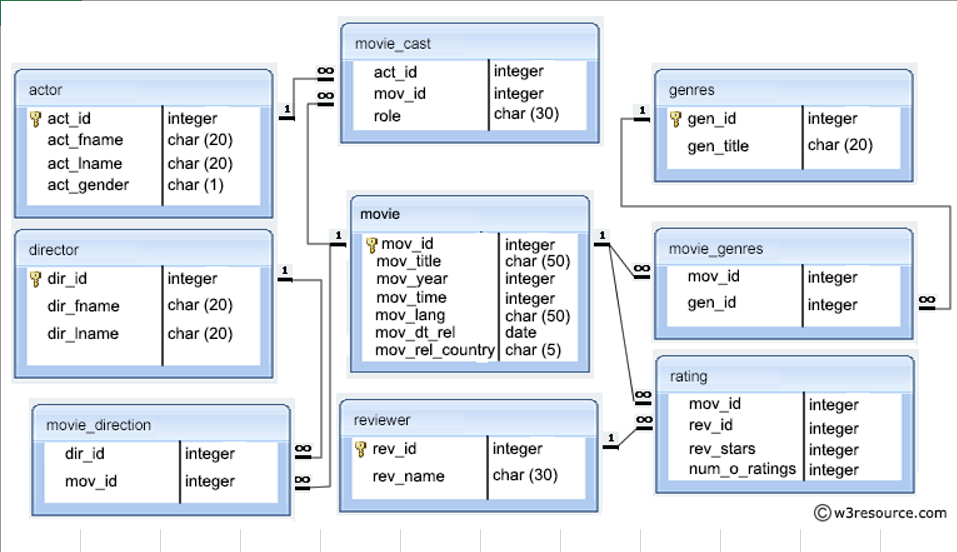 movie_cast
act_id integer
mov_id integer
role char (30)
actor
act_id integer
act_fname char (20)
act_lname char (20)
act_gender char (1)
genres
gen_id integer
gen_title char (20)
movie
mov_id integer
mov_title char (50)
mov_year integer
mov_time integer
mov_lang char (50)
mov_dt_rel date
mov_rel_country char (5)
director
dir_id integer
dir_fname char (20)
dir_lname char (20)
movie_genres
mov_id integer
gen_id integer
rating
mov_id integer
rev_id integer
rev_stars integer
num_o_ratings integer
movie_direction
dir_id integer
mov_id integer
reviewer
rev_id integer
rev_name char (30)
1 ∞
∞
1
1
1
1
∞
∞
∞
∞
1 ∞
∞
© w3resource.com